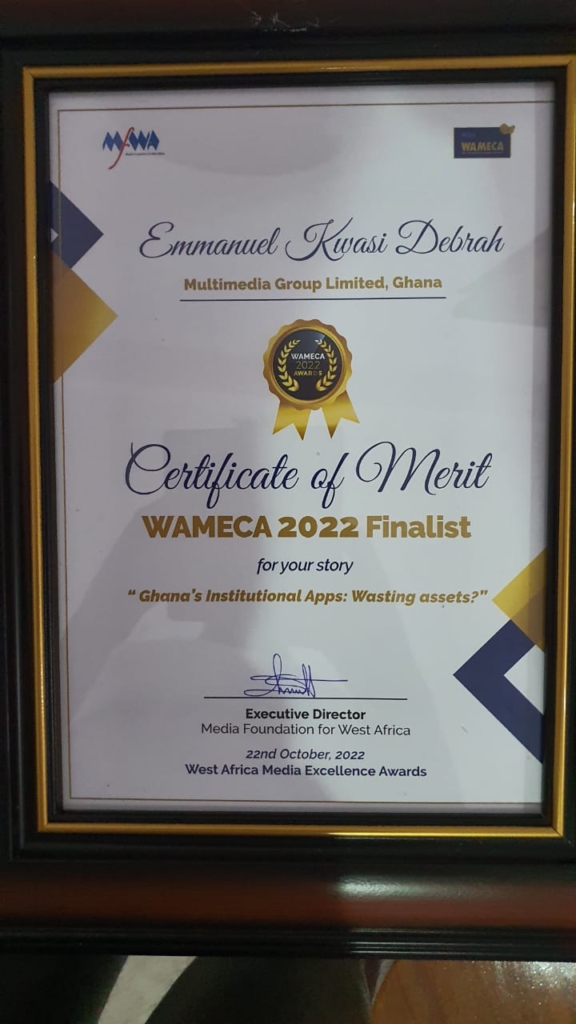 MFWA
WAMECA
Emmanuel Kwasi Debrah
Multimedia Group Limited, Ghana
WAMECA
2022
AWARDS
Certificate of Merit
WAMECA 2022 Finalist
for your story
“ Ghana’s Institutional Apps: Wasting assets?”
Executive Director
Media Foundation for West Africa
22nd October, 2022
West Africa Media Excellence Awards